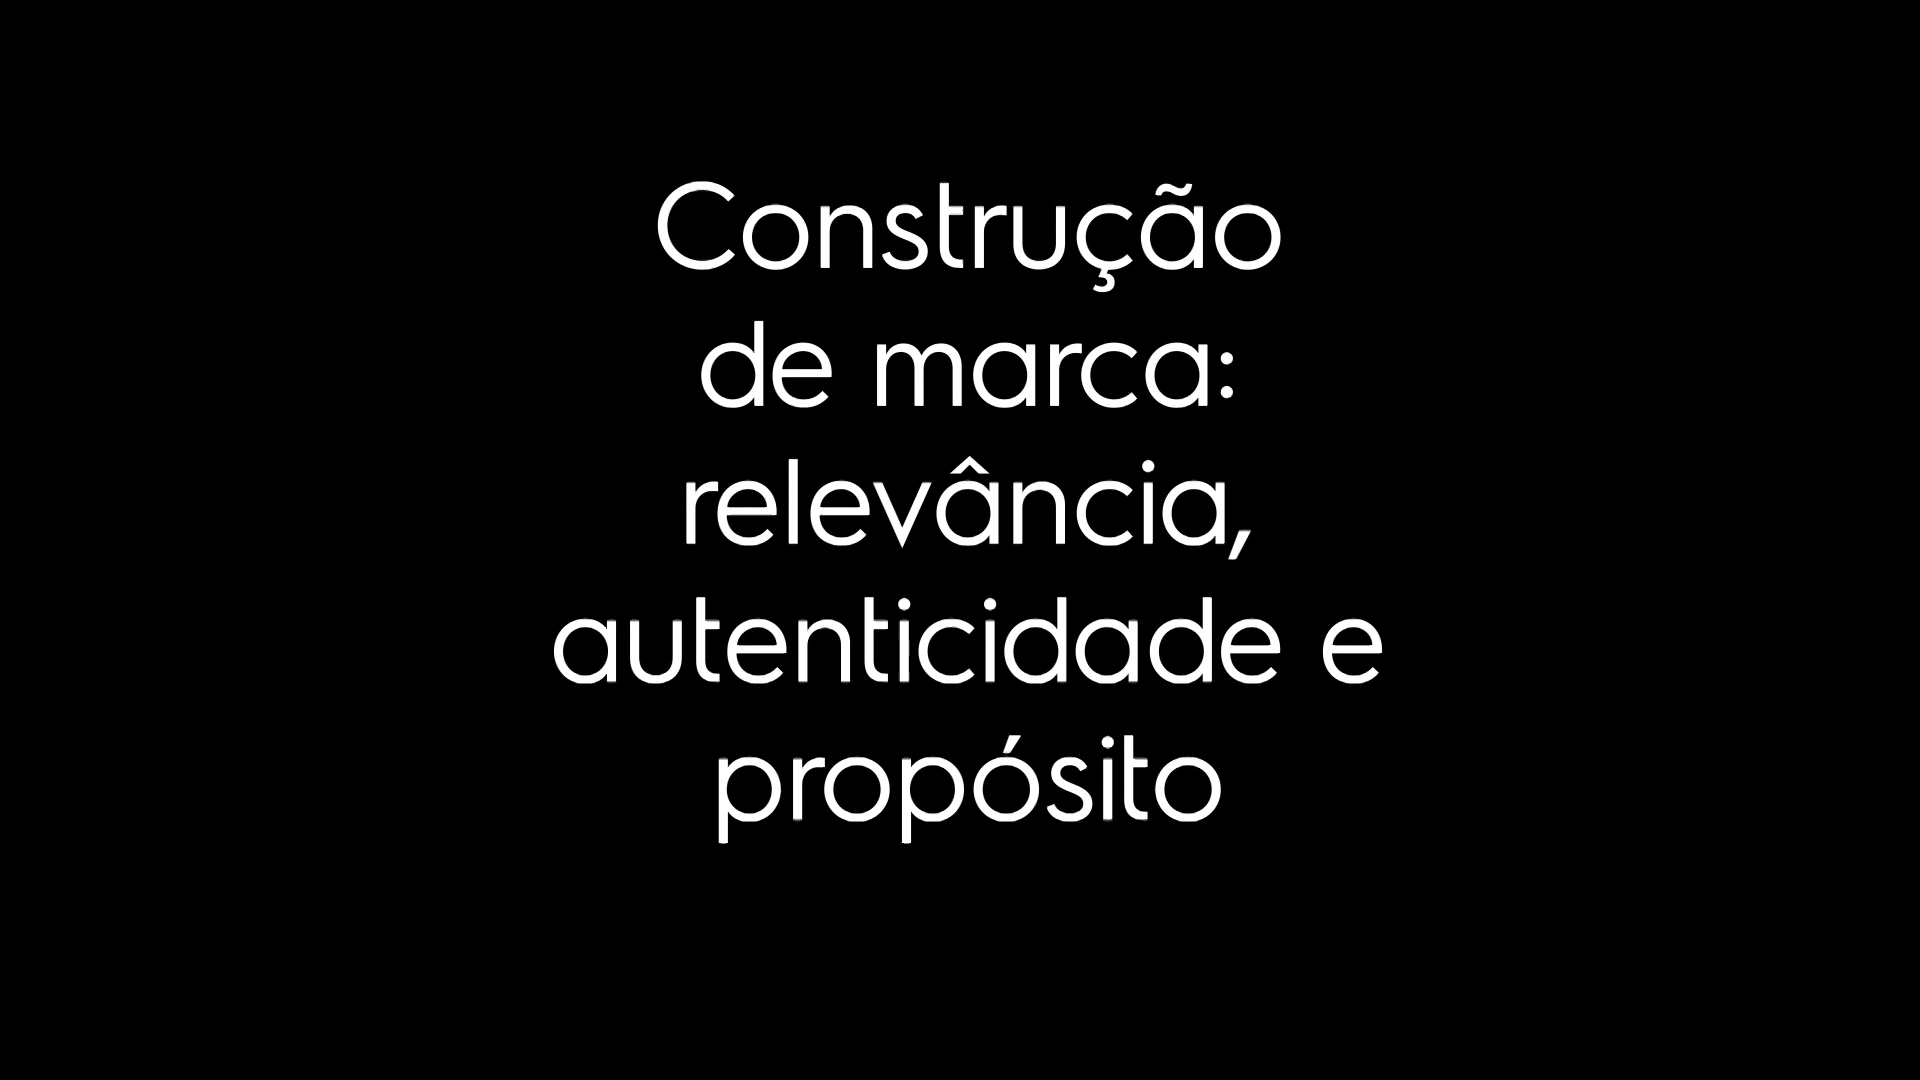 Construção
de marca:
relevância,
autenticidade e
propósito